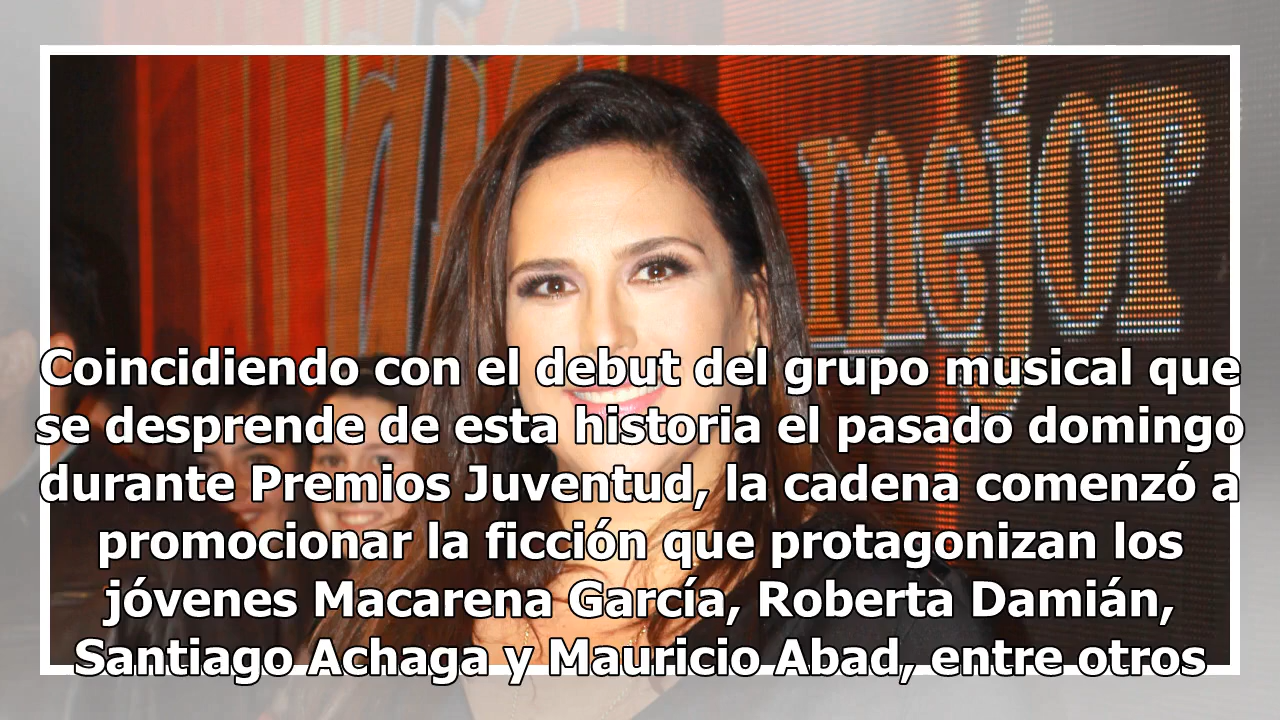 mejor
Coincidiendo con el debut del grupo musical que
se desprende de esta historia el pasado domingo
durante Premios Juventud, la cadena comenzó a
promocionar la ficción que protagonizan los
jóvenes Macarena García, Roberta Damián,
Santiago Achaga y Mauricio Abad, entre otros